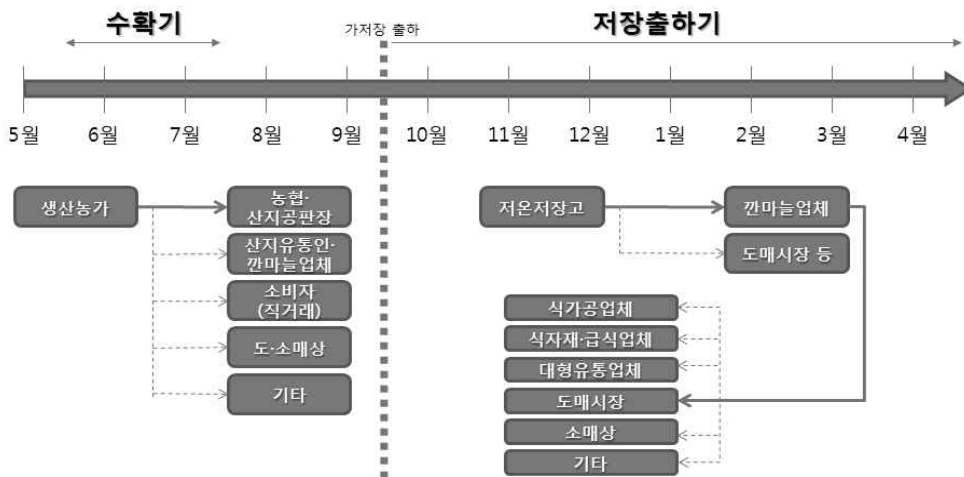 수확기
가저장 출하
저장출하기
5월 6월 7월 8월 9월 10월 11월 12월 1월 2월 3월 4월
생산농가
농협·
산지공판장
산지유통인·
깐마늘업체
소비자
(직거래)
도·소매상
기타
저온저장고
깐마늘업체
도매시장 등
식가공업체
식자재·급식업체
대형유통업체
도매시장
소매상
기타